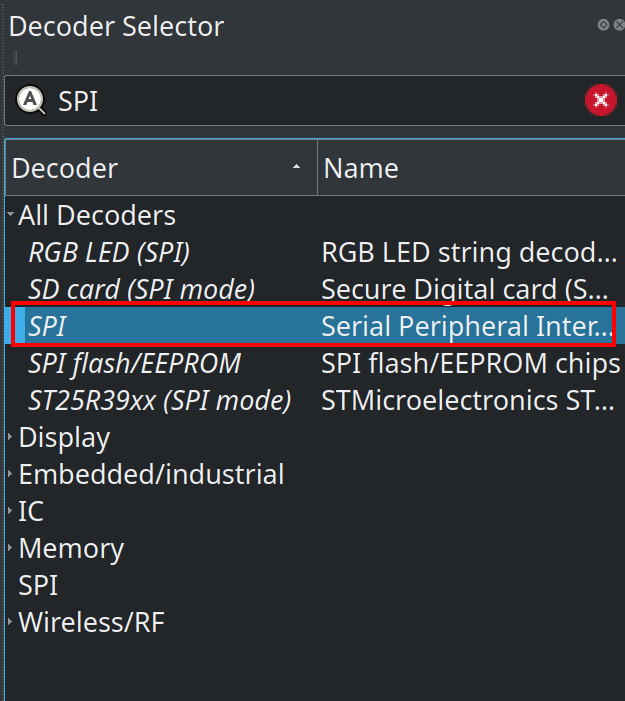 Decoder Selector
SPI
Decoder Name
All Decoders
RGB LED (SPI) RGB LED string decod...
SD card (SPI mode) Secure Digital card (S...
SPI Serial Peripheral Inter...
SPI flash/EEPROM SPI flash/EEPROM chips
ST25R39xx (SPI mode) STMicroelectronics ST...
Display
Embedded/industrial
IC
Memory
SPI
Wireless/RF